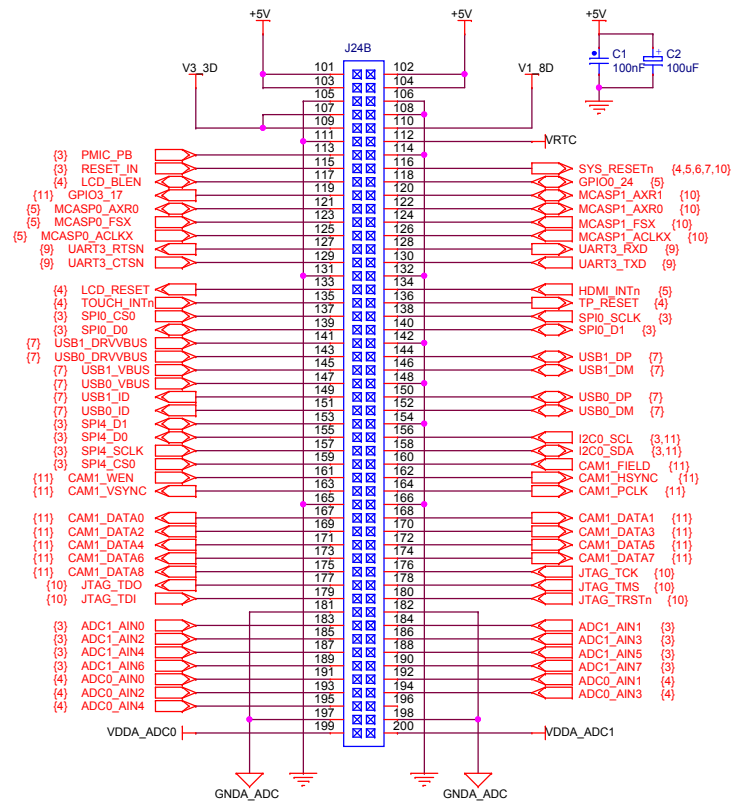 +5V +5V +5V
J24B
C1 C2
100nF 100uF
V3_3D V1_8D
101 102
103 104
105 106
107 108
109 110
111 112 VRTC
{3} PMIC_PB 113 114
{3} RESET_IN 115 116 SYS_RESETn {4,5,6,7,10}
{4} LCD_BLEN 117 118 GPIO0_24 {5}
{11} GPIO3_17 119 120 MCASP1_AXR1 {10}
{5} MCASP0_AXR0 121 122 MCASP1_AXR0 {10}
{5} MCASP0_FSX 123 124 MCASP1_FSX {10}
{5} MCASP0_ACLKX 125 126 MCASP1_ACLKX {10}
{9} UART3_RTSN 127 128 UART3_RXD {9}
{9} UART3_CTSN 129 130 UART3_TXD {9}
131 132
{4} LCD_RESET 133 134 HDMI_INTn {5}
{4} TOUCH_INTn 135 136 TP_RESET {4}
{3} SPI0_CS0 137 138 SPI0_SCLK {3}
{3} SPI0_D0 139 140 SPI0_D1 {3}
{7} USB1_DRVVBUS 141 142
{7} USB0_DRVVBUS 143 144 USB1_DP {7}
{7} USB1_VBUS 145 146 USB1_DM {7}
{7} USB0_VBUS 147 148
{7} USB1_ID 149 150 USB0_DP {7}
{7} USB0_ID 151 152 USB0_DM {7}
{3} SPI4_D1 153 154
{3} SPI4_D0 155 156 I2C0_SCL {3,11}
{3} SPI4_SCLK 157 158 I2C0_SDA {3,11}
{3} SPI4_CS0 159 160 CAM1_FIELD {11}
{11} CAM1_WEN 161 162 CAM1_HSYNC {11}
{11} CAM1_VSYNC 163 164 CAM1_PCLK {11}
165 166
{11} CAM1_DATA0 167 168 CAM1_DATA1 {11}
{11} CAM1_DATA2 169 170 CAM1_DATA3 {11}
{11} CAM1_DATA4 171 172 CAM1_DATA5 {11}
{11} CAM1_DATA6 173 174 CAM1_DATA7 {11}
{11} CAM1_DATA8 175 176 JTAG_TCK {10}
{10} JTAG_TDO 177 178 JTAG_TMS {10}
{10} JTAG_TDI 179 180 JTAG_TRSTn {10}
181 182
{3} ADC1_AIN0 183 184 ADC1_AIN1 {3}
{3} ADC1_AIN2 185 186 ADC1_AIN3 {3}
{3} ADC1_AIN4 187 188 ADC1_AIN5 {3}
{3} ADC1_AIN6 189 190 ADC1_AIN7 {3}
{4} ADC0_AIN0 191 192 ADC0_AIN1 {4}
{4} ADC0_AIN2 193 194 ADC0_AIN3 {4}
{4} ADC0_AIN4 195 196
197 198
VDDA_ADC0 199 200 VDDA_ADC1
GNDA_ADC GNDA_ADC